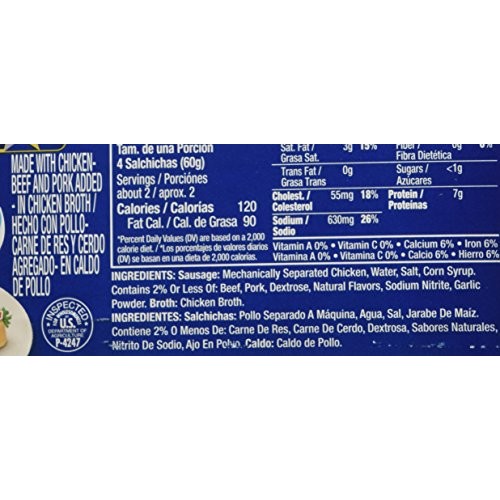 MADE WITH CHICKEN-
BEEF AND PORK ADDED
- IN CHICKEN BROTH /
HECHO CON POLLO-
CARNE DE RES Y CERDO
AGREGADO- EN CALDO
DE POLLO
INSPECTED
U.S.
DEPARTMENT OF
AGRICULTURE
P-4247
Tam. de una Porción
4 Salchichas (60g)
Servings / Porciónes
about 2 / aprox. 2
Calories / Calorías 120
Fat Cal. / Cal. de Grasa 90
*Percent Daily Values (DV) are based on a 2,000
calorie diet. / *Los porcentajes de valores diarios
(DV) se basan en una dieta de 2,000 calorías.
Sat. Fat / 3g 15%
Grasa Sat.
Trans Fat / 0g
Grasa Trans
Cholest. / 55mg 18%
Colesterol
Sodium / 630mg 26%
Sodio
Fiber / 0g 0%
Fibra Dietética
Sugars / <1g
Azúcares
Protein / 7g
Proteínas
Vitamin A 0% • Vitamin C 0% • Calcium 6% • Iron 6%
Vitamina A 0% • Vitamina C 0% • Calcio 6% • Hierro 6%
INGREDIENTS: Sausage: Mechanically Separated Chicken, Water, Salt, Corn Syrup.
Contains 2% Or Less Of: Beef, Pork, Dextrose, Natural Flavors, Sodium Nitrite, Garlic
Powder. Broth: Chicken Broth.
INGREDIENTES: Salchichas: Pollo Separado A Máquina, Agua, Sal, Jarabe De Maíz.
Contiene 2% O Menos De: Carne De Res, Carne De Cerdo, Dextrosa, Sabores Naturales,
Nitrito De Sodio, Ajo En Polvo. Caldo: Caldo de Pollo.